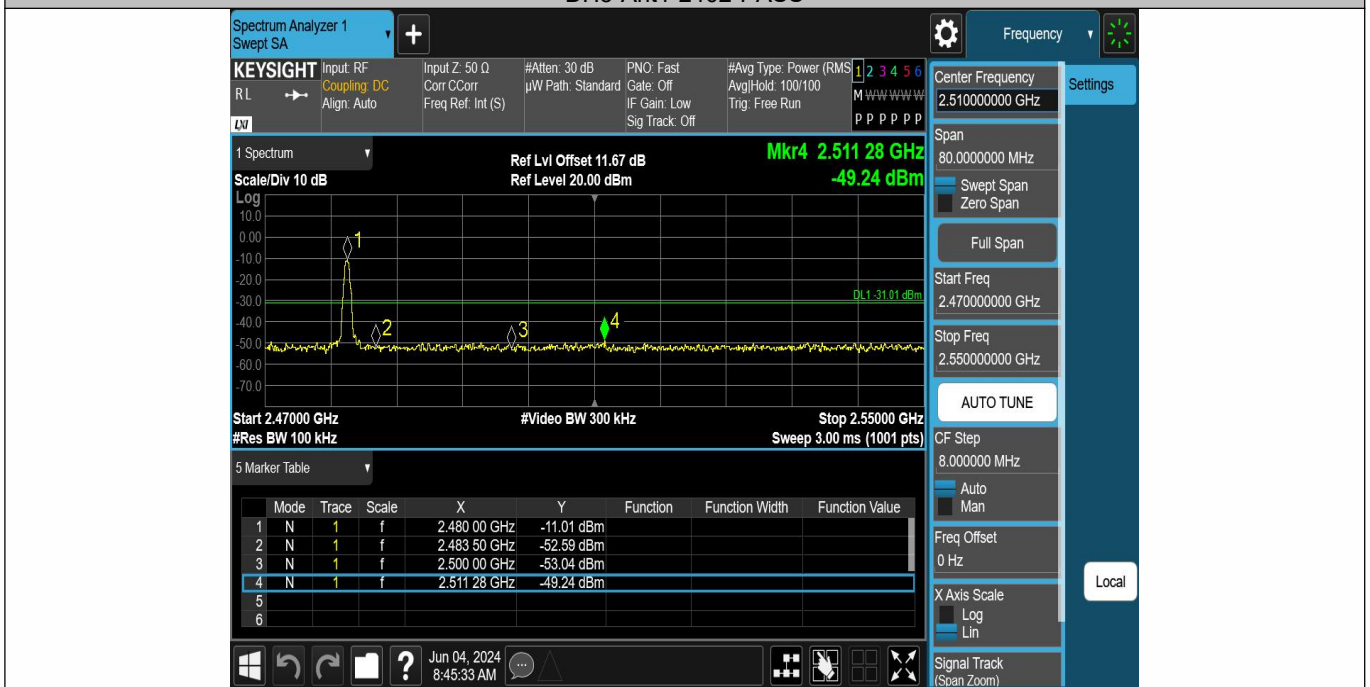 Spectrum Analyzer 1
Swept SA
+
Frequency
KEYSIGHT
RL
LXI
Input: RF
Coupling: DC
Align: Auto
Input Z: 50 Ω
Corr CCorr
Freq Ref: Int (S)
#Atten: 30 dB
µW Path: Standard
PNO: Fast
Gate: Off
IF Gain: Low
Sig Track: Off
#Avg Type: Power (RMS
Avg|Hold: 100/100
Trig: Free Run
1 2 3 4 5 6
M W W W W W
P P P P P P
1 Spectrum
Scale/Div 10 dB
Ref Lvl Offset 11.67 dB
Ref Level 20.00 dBm
Mkr4 2.511 28 GHz
-49.24 dBm
Log
10.0
0.00
-10.0
-20.0
-30.0
-40.0
-50.0
-60.0
-70.0
1
2
3
4
DL1 -31.01 dBm
Start 2.47000 GHz
#Video BW 300 kHz
Stop 2.55000 GHz
#Res BW 100 kHz
Sweep 3.00 ms (1001 pts)
5 Marker Table
Mode Trace Scale X Y Function Function Width Function Value
1 N 1 f 2.480 00 GHz -11.01 dBm
2 N 1 f 2.483 50 GHz -52.59 dBm
3 N 1 f 2.500 00 GHz -53.04 dBm
4 N 1 f 2.511 28 GHz -49.24 dBm
5
6
?
Jun 04, 2024
8:45:33 AM
Center Frequency
2.510000000 GHz
Settings
Span
80.0000000 MHz
Swept Span
Zero Span
Full Span
Start Freq
2.470000000 GHz
Stop Freq
2.550000000 GHz
AUTO TUNE
CF Step
8.000000 MHz
Auto
Man
Freq Offset
0 Hz
X Axis Scale
Log
Lin
Local
Signal Track
(Span Zoom)